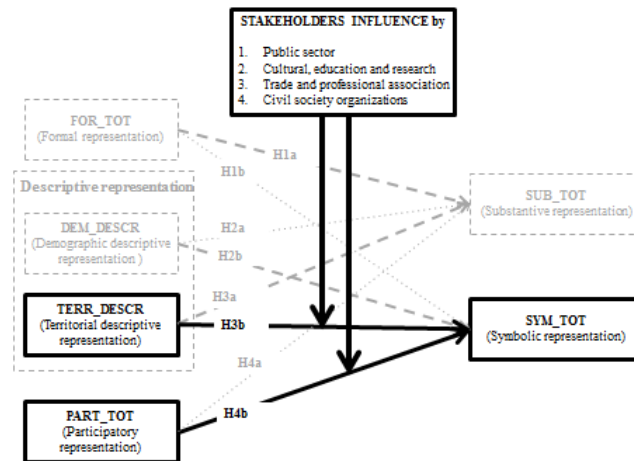 STAKEHOLDERS INFLUENCE by
1. Public sector
2. Cultural, education and research
3. Trade and professional association
4. Civil society organizations
FOR_TOT
(Formal representation)
H1a
H1b
Descriptive representation
SUB_TOT
(Substantive representation)
DEM_DESCR
(Demographic descriptive
representation )
H2a
H2b
H3a
TERR_DESCR
(Territorial descriptive
representation)
H3b
SYM_TOT
(Symbolic representation)
H4a
PART_TOT
(Participatory
representation)
H4b